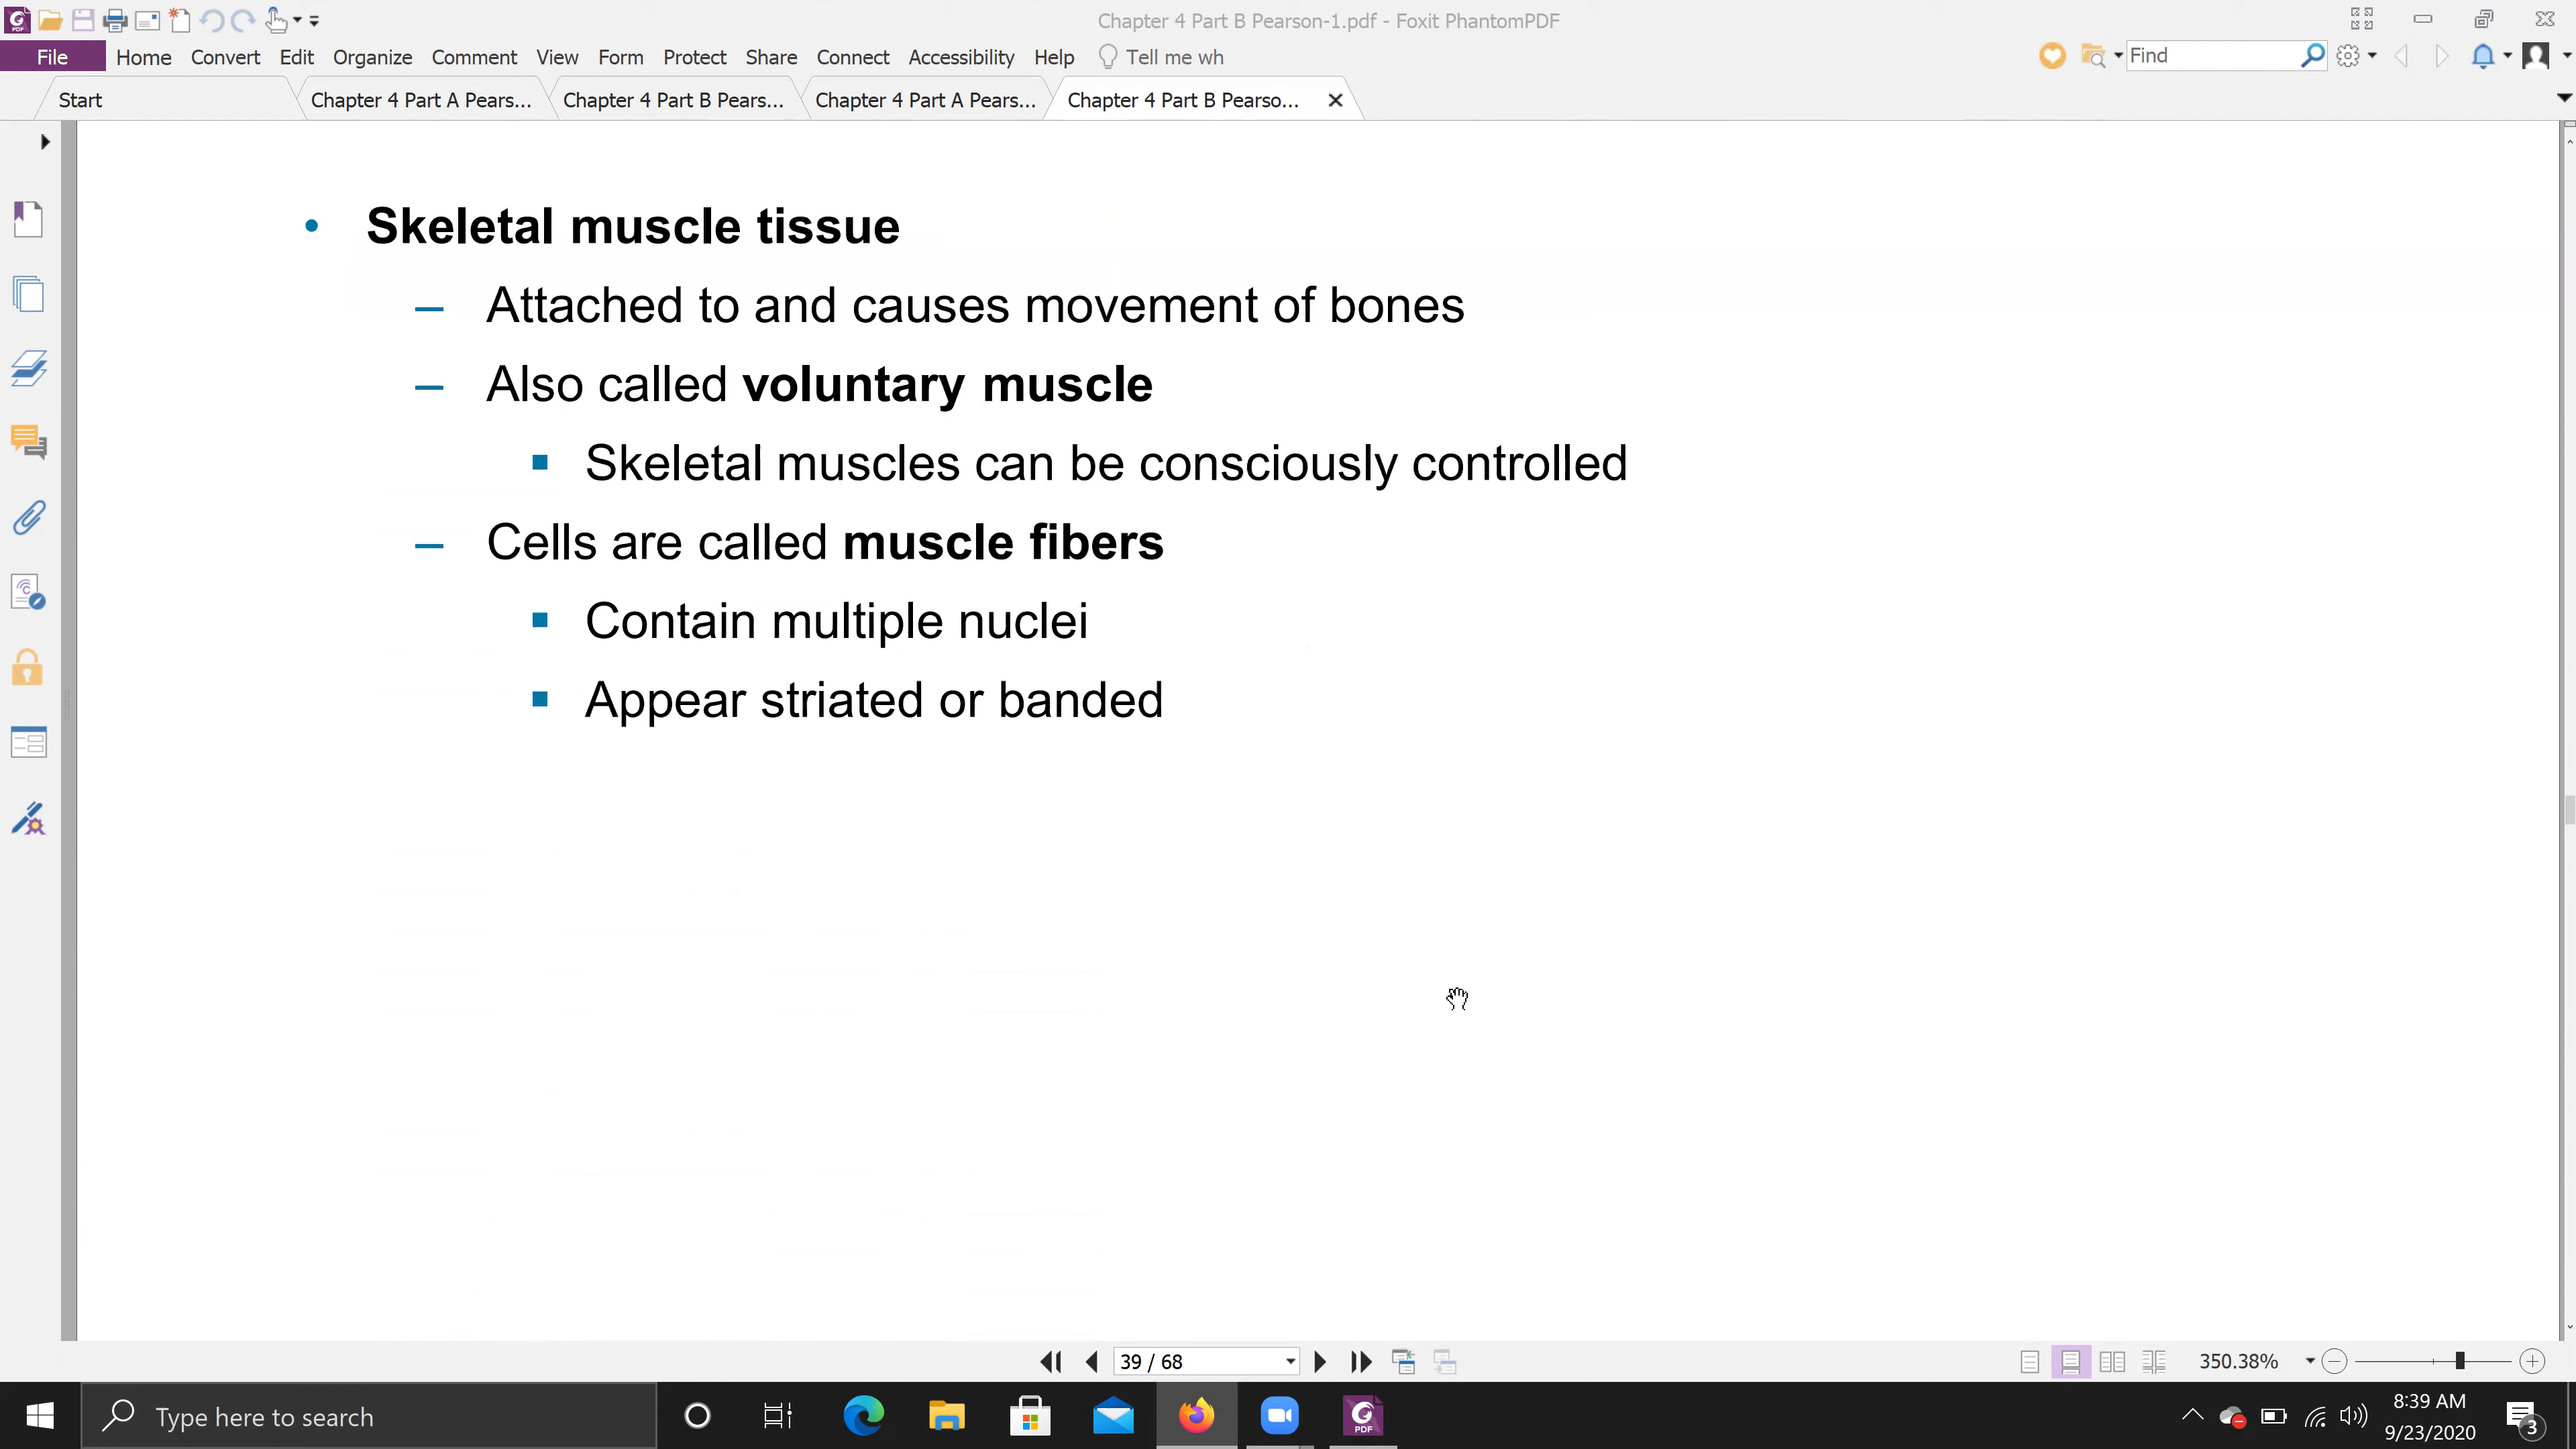 Chapter 4 Part B Pearson-1.pdf - Foxit PhantomPDF
File Home Convert Edit Organize Comment View Form Protect Share Connect Accessibility Help Tell me wh Find
Start Chapter 4 Part A Pears... Chapter 4 Part B Pears... Chapter 4 Part A Pears... Chapter 4 Part B Pearso...
• Skeletal muscle tissue
– Attached to and causes movement of bones
– Also called voluntary muscle
▪ Skeletal muscles can be consciously controlled
– Cells are called muscle fibers
▪ Contain multiple nuclei
▪ Appear striated or banded
39 / 68 350.38%
Type here to search
PDF
8:39 AM
9/23/2020
3